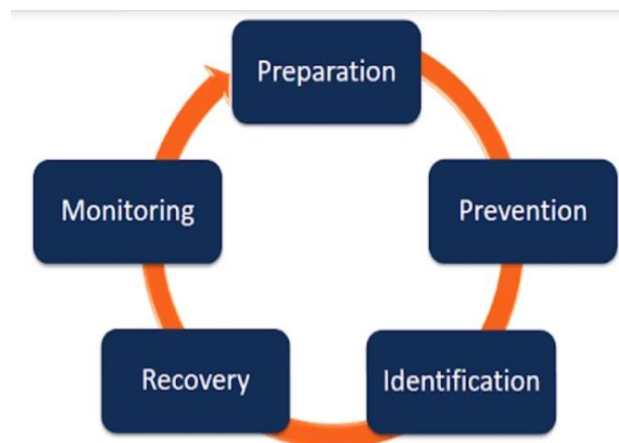 Preparation
Prevention
Identification
Recovery
Monitoring